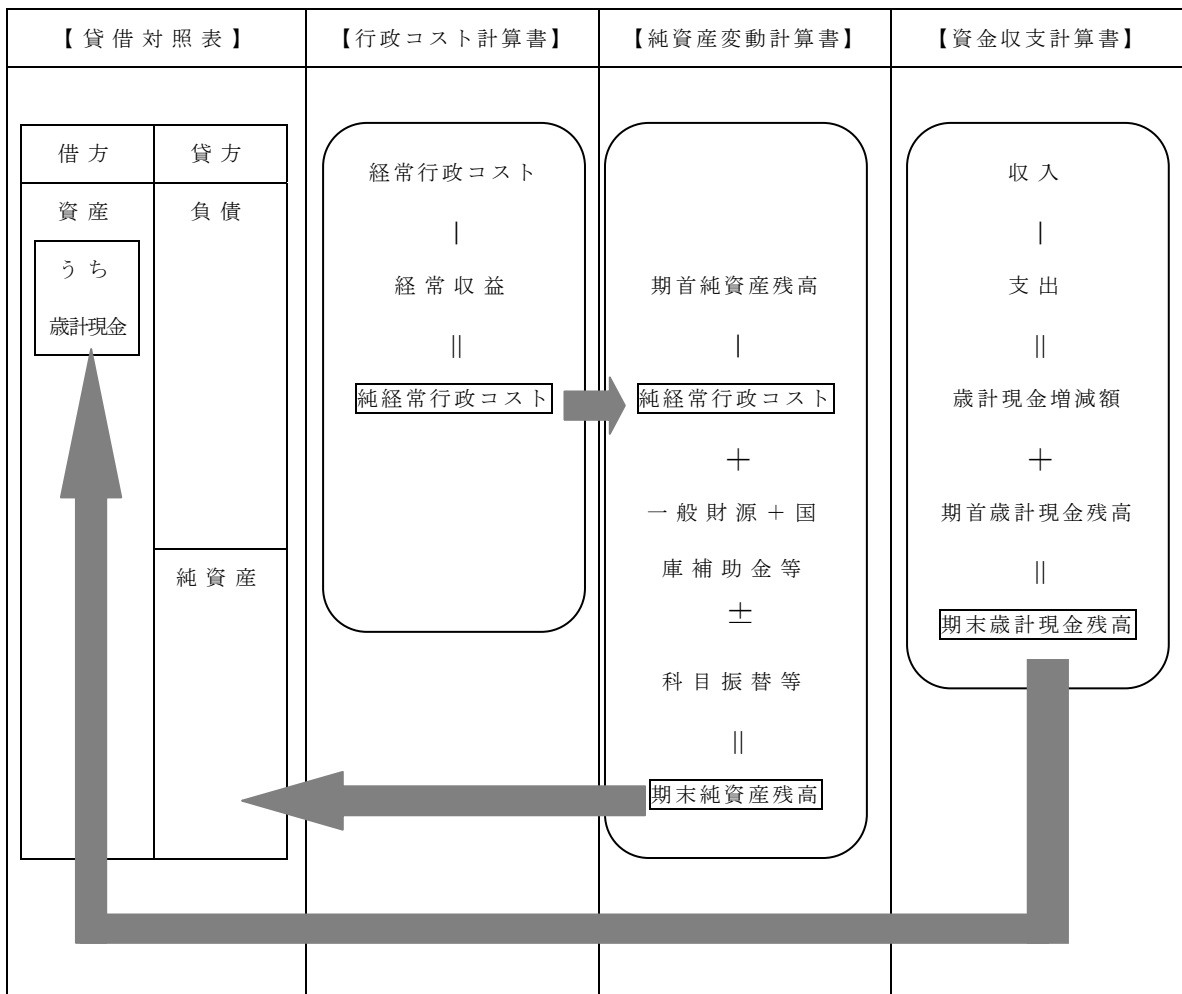 【貸借対照表】
【行政コスト計算書】
【純資産変動計算書】
【資金収支計算書】
借方
貸方
資産
負債
うち
歳計現金
純資産
経常行政コスト
－
経常収益
＝
純経常行政コスト
期首純資産残高
－
純経常行政コスト
＋
一般財源＋国
庫補助金等
±
科目振替等
＝
期末純資産残高
収入
－
支出
＝
歳計現金増減額
＋
期首歳計現金残高
＝
期末歳計現金残高